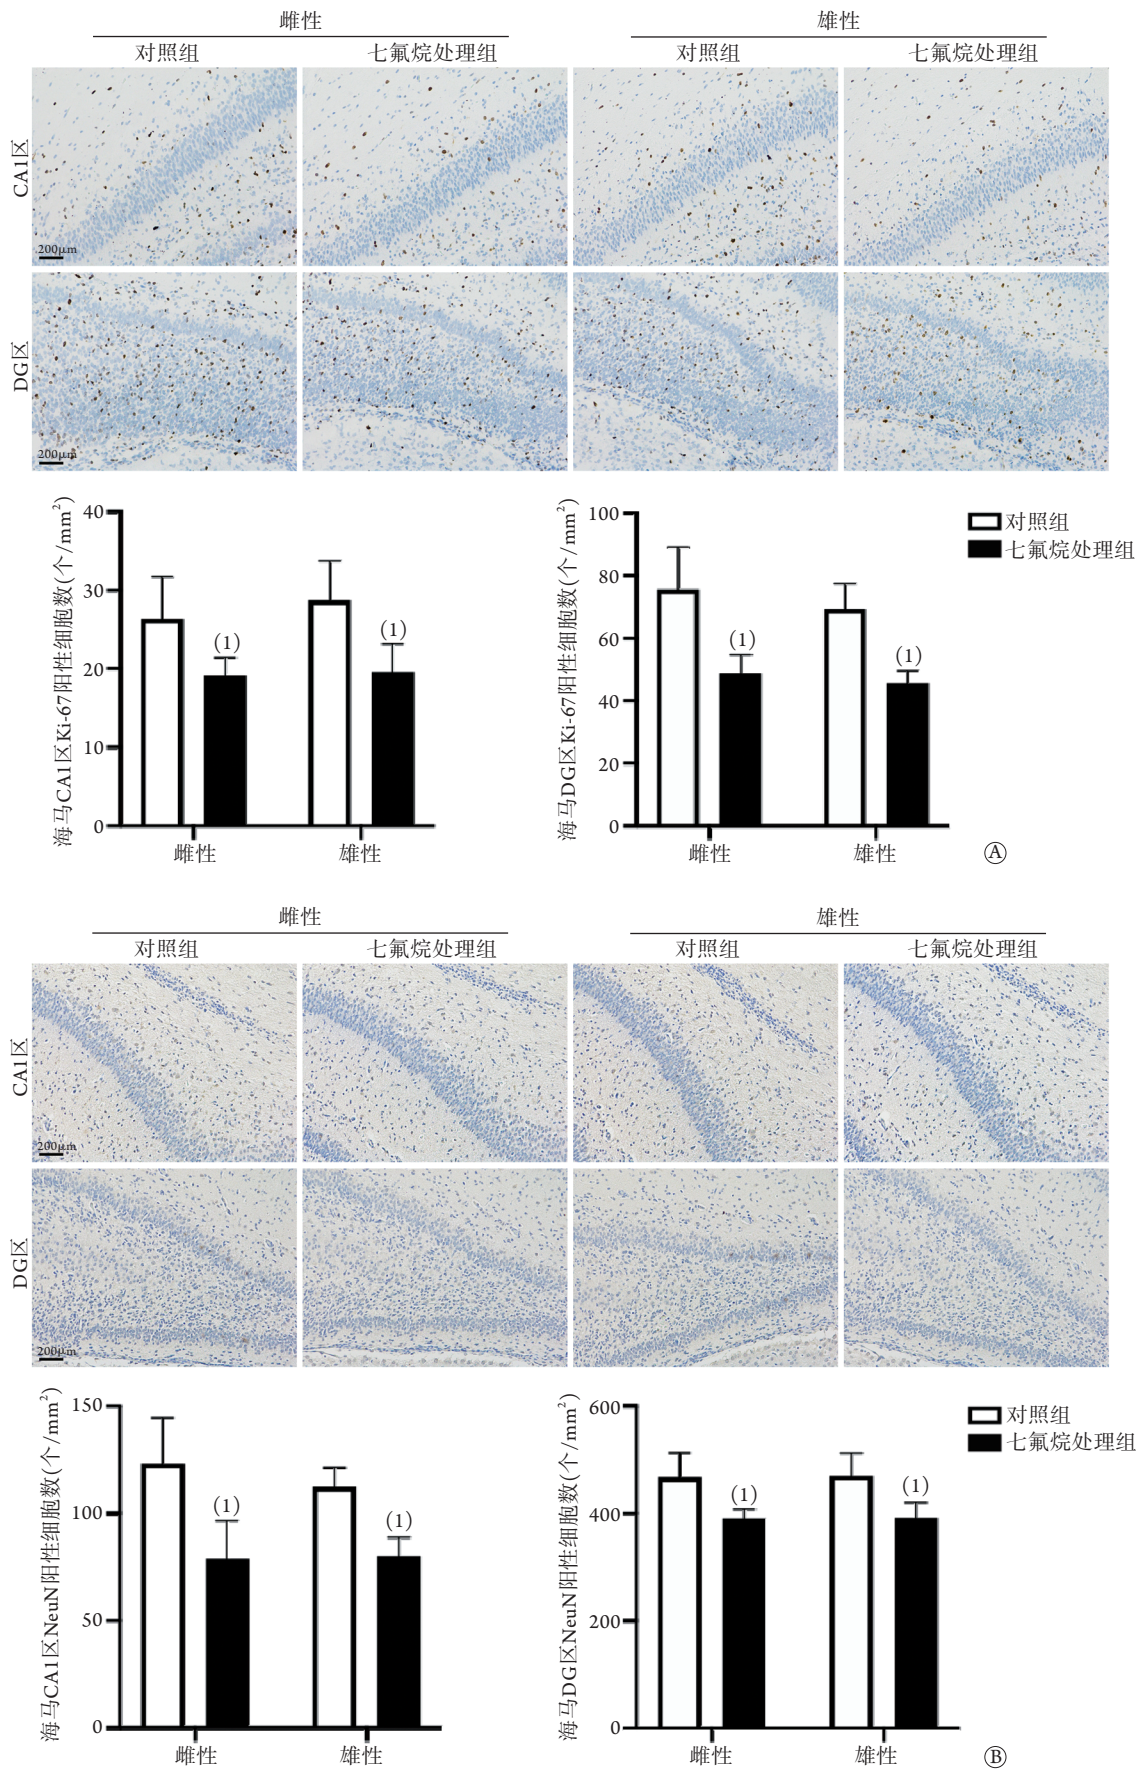 雌性 雄性
对照组 七氟烷处理组 对照组 七氟烷处理组
CA1区
200μm
DG区
200μm
海马CA1区Ki-67阳性细胞数(个/mm²)
40
30
20
10
0
(1)
(1)
雌性 雄性
海马DG区Ki-67阳性细胞数(个/mm²)
100
80
60
40
20
0
(1)
(1)
雌性 雄性
对照组
七氟烷处理组
Ⓐ
雌性 雄性
对照组 七氟烷处理组 对照组 七氟烷处理组
CA1区
200μm
DG区
200μm
海马CA1区NeuN阳性细胞数(个/mm²)
150
100
50
0
(1)
(1)
雌性 雄性
海马DG区NeuN阳性细胞数(个/mm²)
600
400
200
0
(1)
(1)
雌性 雄性
对照组
七氟烷处理组
Ⓑ